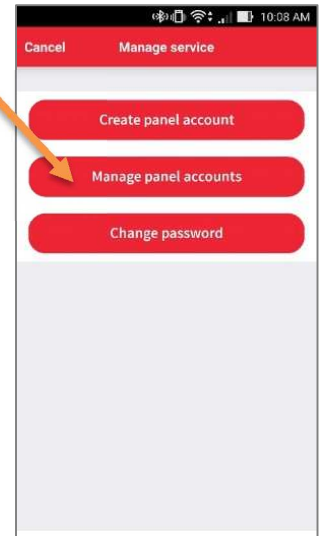 10:08 AM
Cancel Manage service
Create panel account
Manage panel accounts
Change password